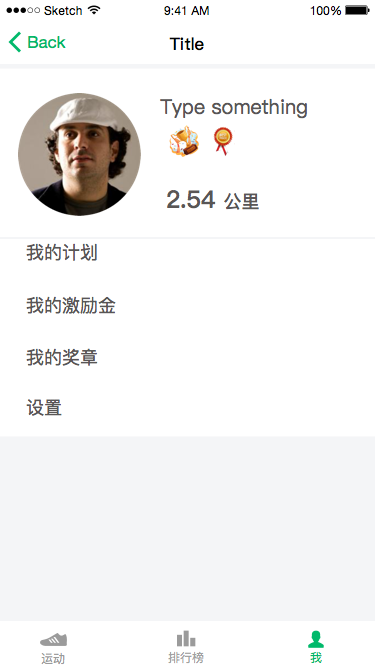 Sketch 9:41 AM 100%
Back Title
Type something
2.54 公里
我的计划
我的激励金
我的奖章
设置
运动 排行榜 我